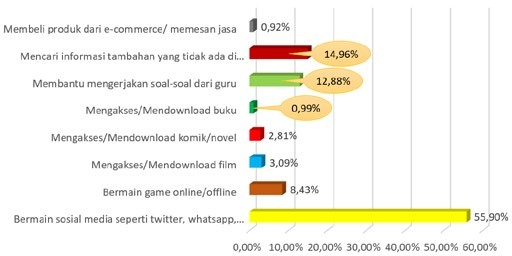 Membeli produk dari e-commerce/ memesan jasa 0,92%
Mencari informasi tambahan yang tidak ada di ... 14,96%
Membantu mengerjakan soal-soal dari guru 12,88%
Mengakses/Mendownload buku 0,99%
Mengakses/Mendownload komik/novel 2,81%
Mengakses/Mendownload film 3,09%
Bermain game online/offline 8,43%
Bermain sosial media seperti twitter, whatsapp,... 55,90%
0,00% 10,00% 20,00% 30,00% 40,00% 50,00% 60,00%